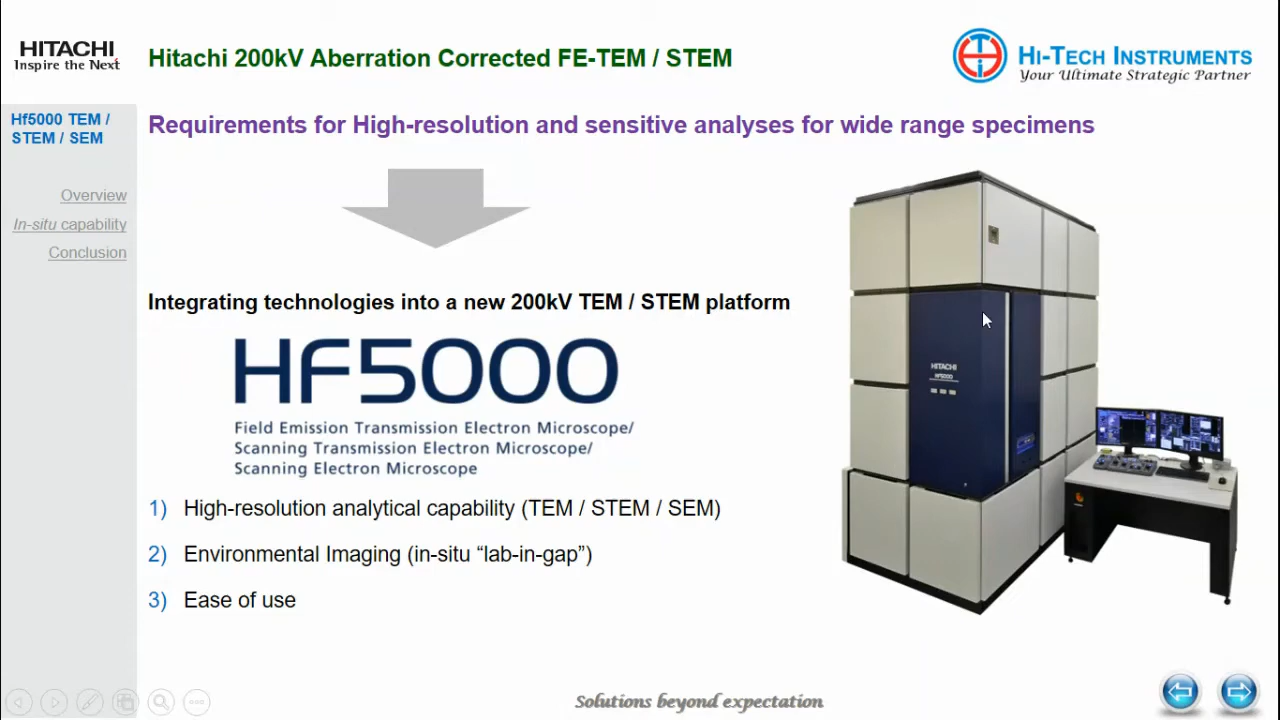 HITACHI
Inspire the Next
Hitachi 200kV Aberration Corrected FE-TEM / STEM
HI-TECH INSTRUMENTS
Your Ultimate Strategic Partner
Hf5000 TEM /
STEM / SEM
Overview
In-situ capability
Conclusion
Requirements for High-resolution and sensitive analyses for wide range specimens
Integrating technologies into a new 200kV TEM / STEM platform
HF5000
Field Emission Transmission Electron Microscope/
Scanning Transmission Electron Microscope/
Scanning Electron Microscope
1) High-resolution analytical capability (TEM / STEM / SEM)
2) Environmental Imaging (in-situ “lab-in-gap”)
3) Ease of use
HITACHI
HF5000
Solutions beyond expectation